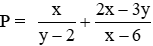 P = x/(y − 2) + (2x − 3y)/(x − 6)